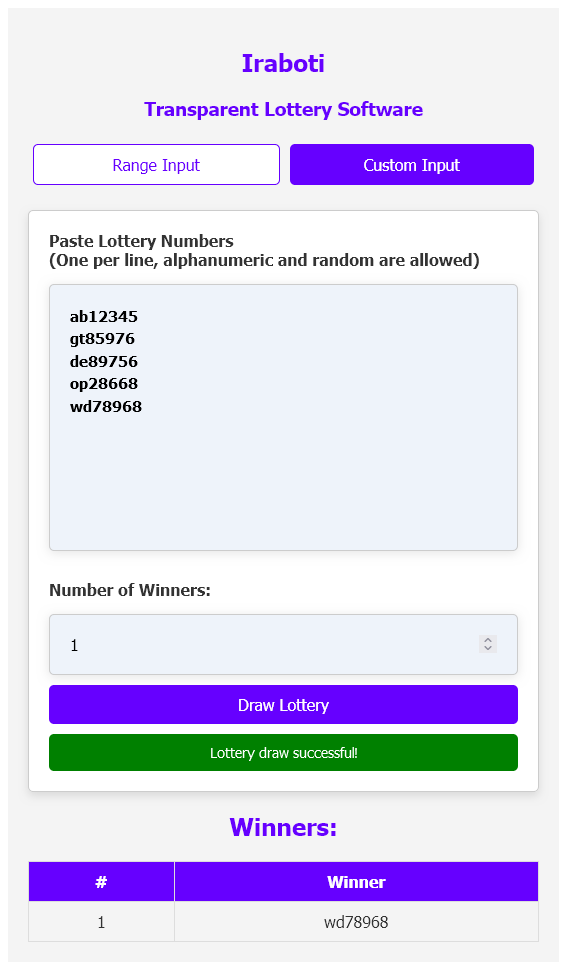 Iraboti
Transparent Lottery Software
Range Input Custom Input
Paste Lottery Numbers
(One per line, alphanumeric and random are allowed)
ab12345
gt85976
de89756
op28668
wd78968
Number of Winners:
1
Draw Lottery
Lottery draw successful!
Winners:
# Winner
1 wd78968